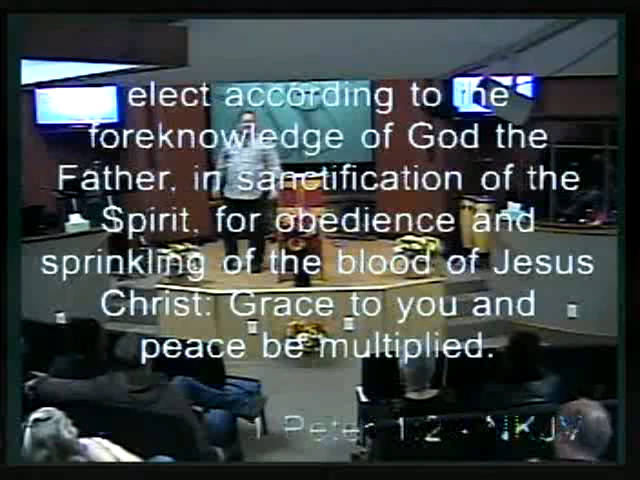 elect according to the
foreknowledge of God the
Father, in sanctification of the
Spirit, for obedience and
sprinkling of the blood of Jesus
Christ: Grace to you and
peace be multiplied.
1 Peter 1:2 - NKJV